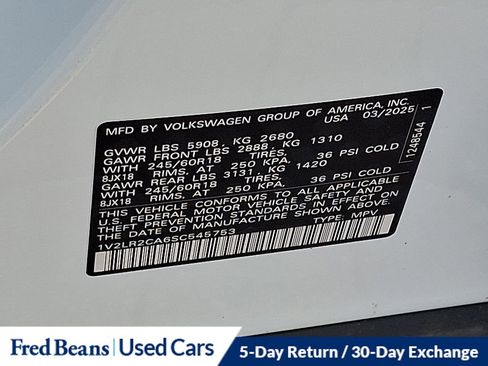 MFD BY VOLKSWAGEN GROUP OF AMERICA, INC.
USA 03/2025
GVWR LBS 5908, KG 2680
GAWR FRONT LBS 2888, KG 1310
WITH 245/60R18 TIRES,
8JX18 RIMS, AT 250 KPA, 36 PSI COLD
GAWR REAR LBS 3131 KG 1420
WITH 245/60R18 TIRES,
8JX18 RIMS, AT 250 KPA, 36 PSI COLD
THIS VEHICLE CONFORMS TO ALL APPLICABLE
U.S. FEDERAL MOTOR VEHICLE SAFETY AND
THEFT PREVENTION STANDARDS IN EFFECT ON
THE DATE OF MANUFACTURE SHOWN ABOVE.
1V2LR2CA6SC545753 TYPE: MPV
1248544 1
Fred Beans Used Cars
5-Day Return / 30-Day Exchange